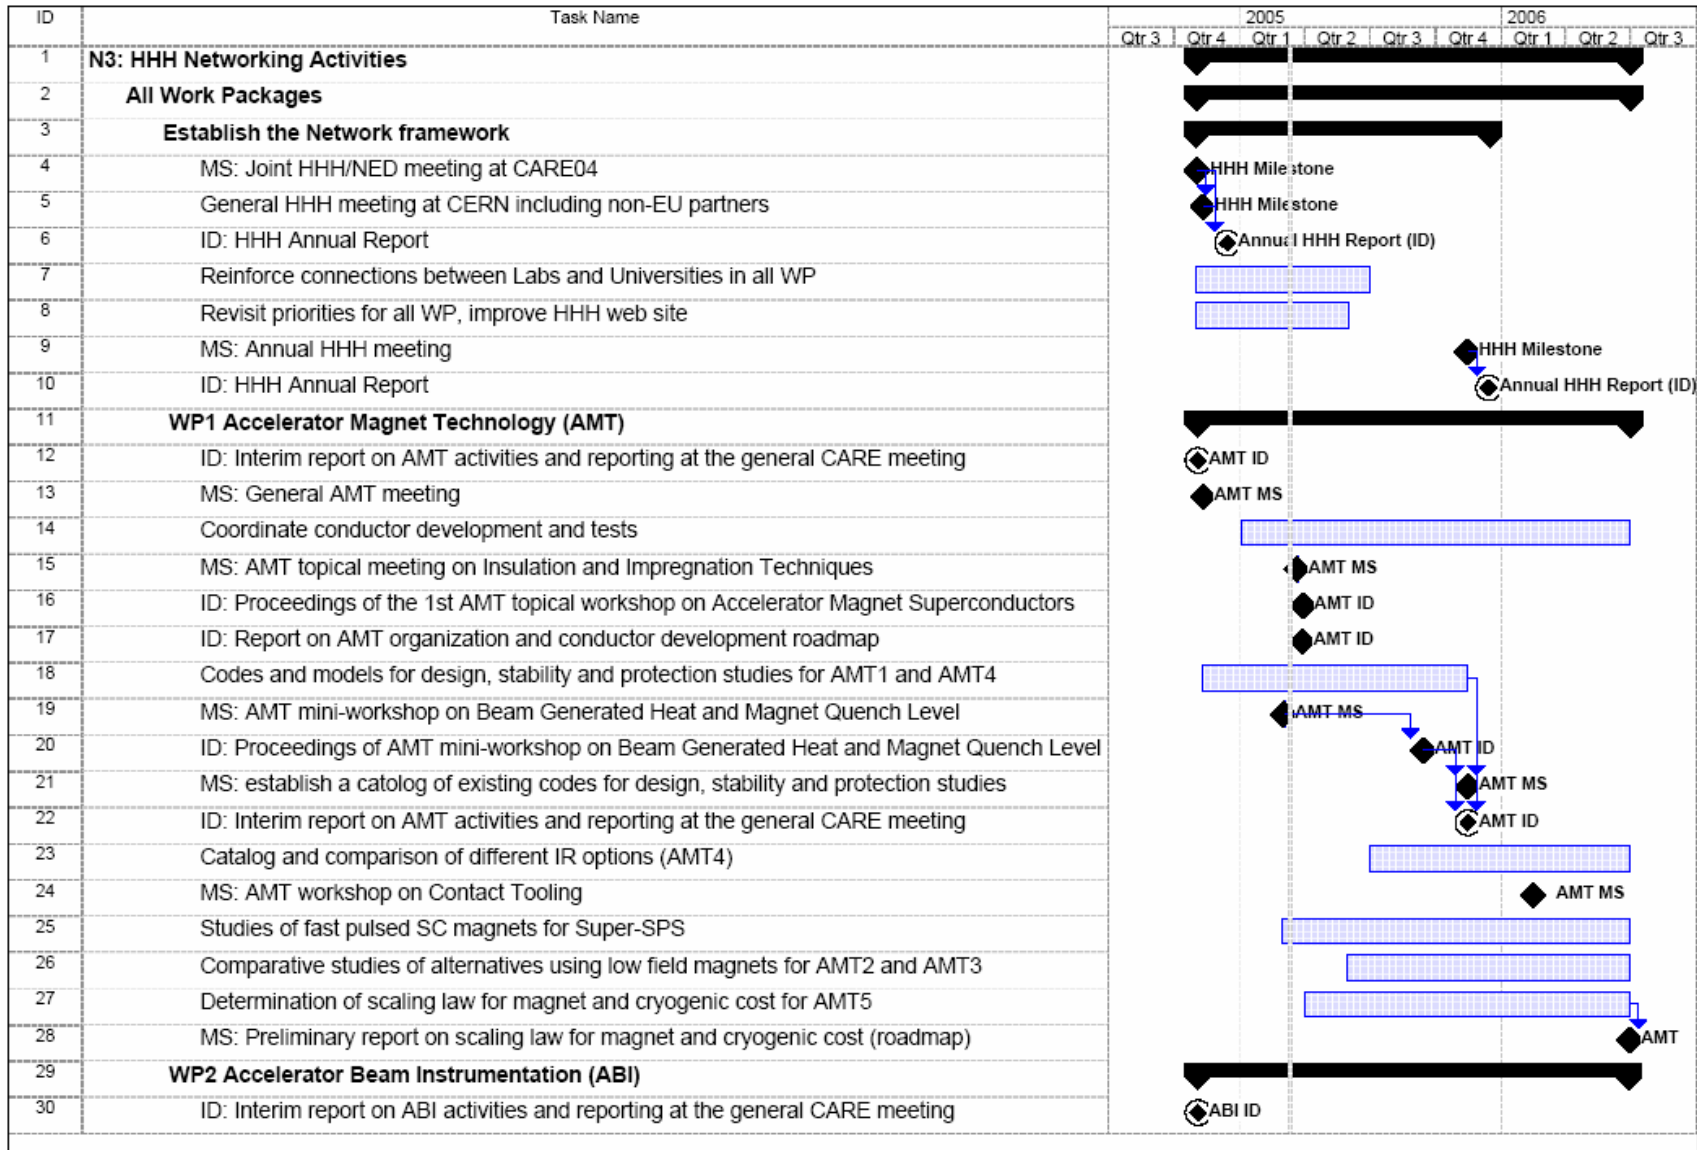 ID Task Name 2005 2006
Qtr 3 Qtr 4 Qtr 1 Qtr 2 Qtr 3 Qtr 4 Qtr 1 Qtr 2 Qtr 3
1 N3: HHH Networking Activities
2 All Work Packages
3 Establish the Network framework
4 MS: Joint HHH/NED meeting at CARE04 HHH Milestone
5 General HHH meeting at CERN including non-EU partners HHH Milestone
6 ID: HHH Annual Report Annual HHH Report (ID)
7 Reinforce connections between Labs and Universities in all WP
8 Revisit priorities for all WP, improve HHH web site
9 MS: Annual HHH meeting HHH Milestone
10 ID: HHH Annual Report Annual HHH Report (ID)
11 WP1 Accelerator Magnet Technology (AMT)
12 ID: Interim report on AMT activities and reporting at the general CARE meeting AMT ID
13 MS: General AMT meeting AMT MS
14 Coordinate conductor development and tests
15 MS: AMT topical meeting on Insulation and Impregnation Techniques AMT MS
16 ID: Proceedings of the 1st AMT topical workshop on Accelerator Magnet Superconductors AMT ID
17 ID: Report on AMT organization and conductor development roadmap AMT ID
18 Codes and models for design, stability and protection studies for AMT1 and AMT4
19 MS: AMT mini-workshop on Beam Generated Heat and Magnet Quench Level AMT MS
20 ID: Proceedings of AMT mini-workshop on Beam Generated Heat and Magnet Quench Level AMT ID
21 MS: establish a catolog of existing codes for design, stability and protection studies AMT MS
22 ID: Interim report on AMT activities and reporting at the general CARE meeting AMT ID
23 Catalog and comparison of different IR options (AMT4)
24 MS: AMT workshop on Contact Tooling AMT MS
25 Studies of fast pulsed SC magnets for Super-SPS
26 Comparative studies of alternatives using low field magnets for AMT2 and AMT3
27 Determination of scaling law for magnet and cryogenic cost for AMT5
28 MS: Preliminary report on scaling law for magnet and cryogenic cost (roadmap) AMT
29 WP2 Accelerator Beam Instrumentation (ABI)
30 ID: Interim report on ABI activities and reporting at the general CARE meeting ABI ID